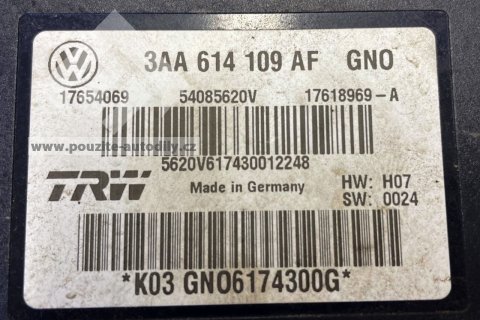 VW 3AA 614 109 AF GNO
17654069 54085620V 17618969-A
www.pouzite-autodily.cz
5620V617430012248
TRW Made in Germany HW: H07
SW: 0024
*K03 GNO6174300G*